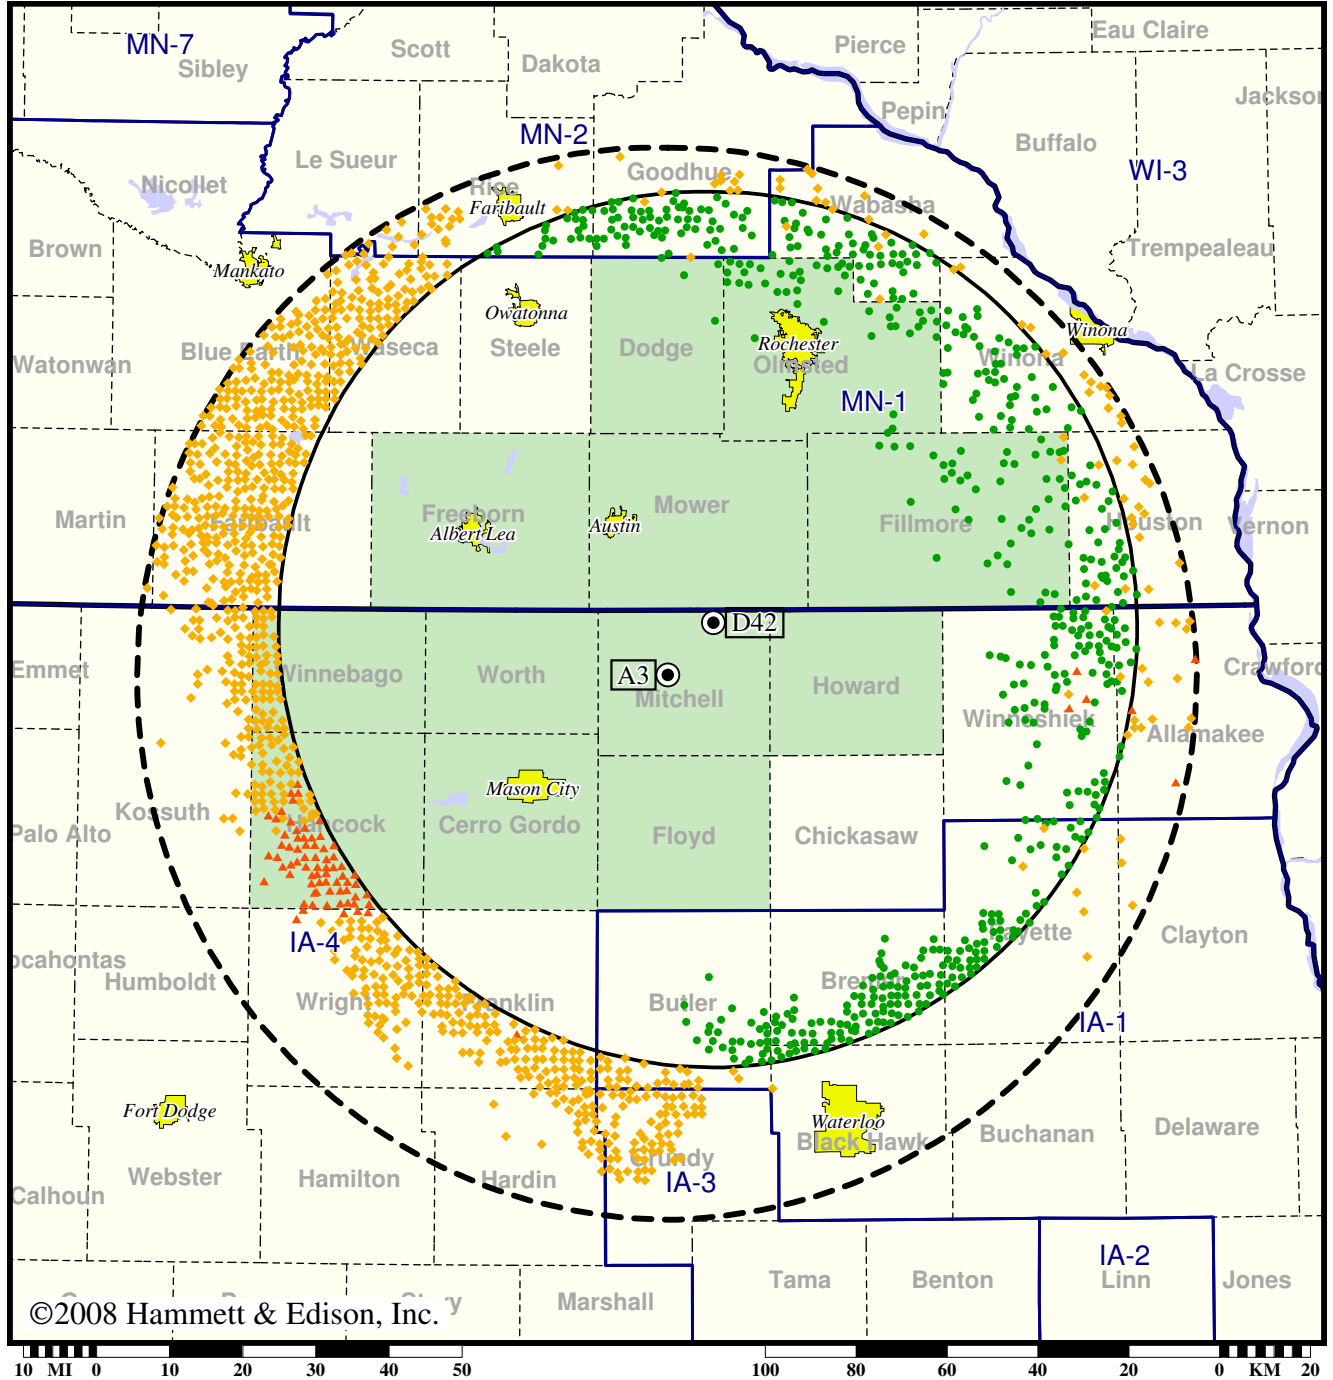 MN-7
Scott
Pierce
Eau Claire
Sibley
Dakota
Jackson
Pepin
MN-2
Buffalo
Le Sueur
Goodhue
WI-3
Nicollet
Rice
Faribault
Wabasha
Brown
Trempealeau
Mankato
Owatonna
Winona
Rochester
Blue Earth
Waseca
Steele
Dodge
Olmsted
Winona
Watonwan
La Crosse
MN-1
Martin
Faribault
Freeborn
Albert Lea
Austin
Mower
Fillmore
Houston
Vernon
D42
Emmet
Winnebago
Worth
A3
Mitchell
Howard
Crawford
Winneshiek
Allamakee
Mason City
Kossuth
Hancock
Cerro Gordo
Floyd
Chickasaw
Palo Alto
IA-4
Fayette
Clayton
ocahontas
Humboldt
Wright
Franklin
Butler
Bremer
IA-1
Fort Dodge
Waterloo
Black Hawk
Buchanan
Delaware
Webster
Hamilton
Hardin
Grundy
IA-3
Calhoun
IA-2
Tama
Benton
Linn
Jones
Marshall
©2008 Hammett & Edison, Inc.
10 MI 0 10 20 30 40 50
100 80 60 40 20 0 KM 20